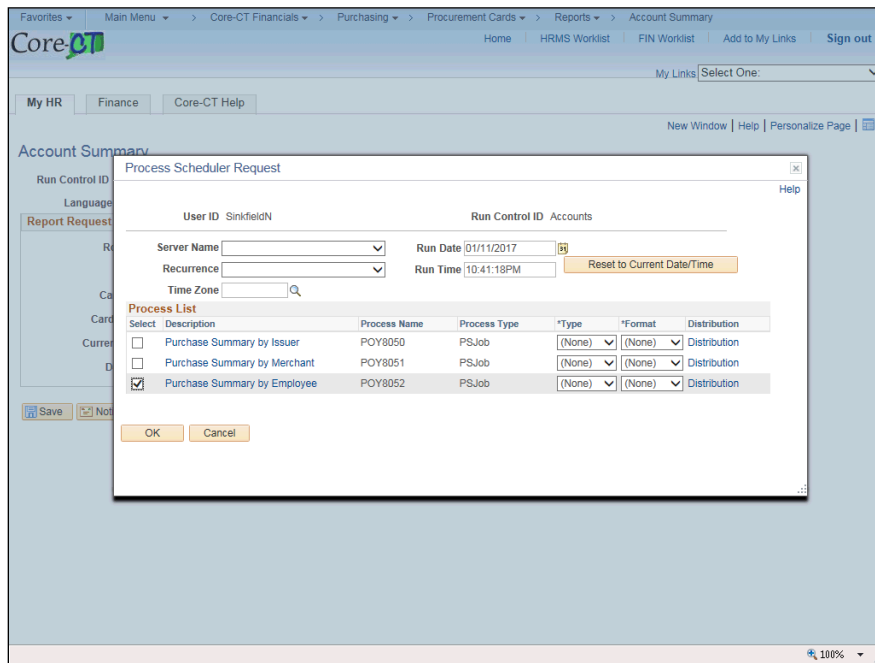 Favorites Main Menu > Core-CT Financials > Purchasing > Procurement Cards > Reports > Account Summary
Core-CT
Home HRMS Worklist FIN Worklist Add to My Links Sign out
My Links Select One:
My HR Finance Core-CT Help
New Window | Help | Personalize Page |
Account Summary
Process Scheduler Request
Help
Run Control ID
Language
Report Request
User ID SinkfieldN Run Control ID Accounts
Server Name Run Date 01/11/2017
Recurrence Run Time 10:41:18PM Reset to Current Date/Time
Time Zone
Process List
Select Description Process Name Process Type *Type *Format Distribution
Purchase Summary by Issuer POY8050 PSJob (None) (None) Distribution
Purchase Summary by Merchant POY8051 PSJob (None) (None) Distribution
Purchase Summary by Employee POY8052 PSJob (None) (None) Distribution
Ca
Card
Curren
D
Save Noti
OK Cancel
100%